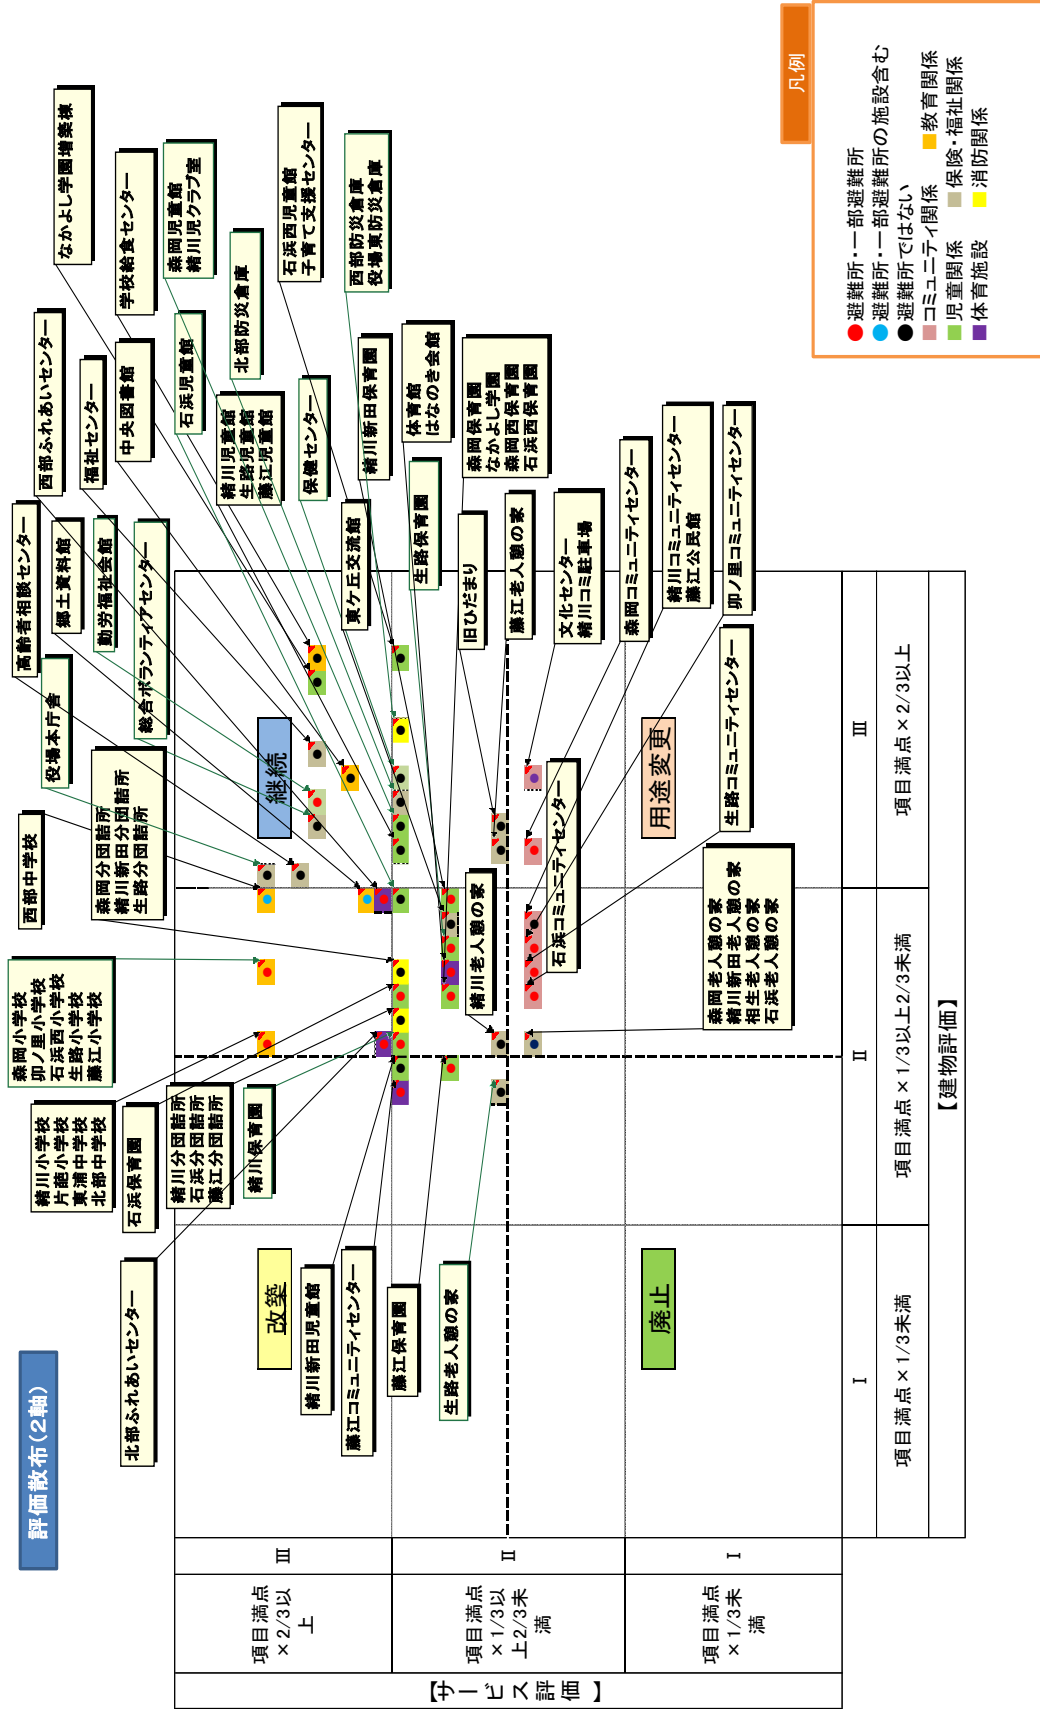 評価散布(2軸)
北部ふれあいセンター
緒川小学校
片葩小学校
東浦中学校
北部中学校
石浜保育園
森岡小学校
卯ノ里小学校
石浜西小学校
生路小学校
藤江小学校
緒川分団詰所
石浜分団詰所
藤江分団詰所
緒川保育園
西部中学校
森岡分団詰所
緒川新田分団詰所
生路分団詰所
役場本庁舎
高齢者相談センター
郷土資料館
勤労福祉会館
総合ボランティアセンター
西部ふれあいセンター
福祉センター
中央図書館
なかよし学園増築棟
学校給食センター
石浜児童館
森岡児童館
緒川児クラブ室
緒川児童館
生路児童館
藤江児童館
北部防災倉庫
保健センター
石浜西児童館
子育て支援センター
東ケ丘交流館
緒川新田保育園
西部防災倉庫
役場東防災倉庫
生路保育園
体育館
はなのき会館
旧ひだまり
森岡保育園
なかよし学園
森岡西保育園
石浜西保育園
藤江老人憩の家
文化センター
緒川コミ駐車場
森岡コミュニティセンター
緒川コミュニティセンター
藤江公民館
卯ノ里コミュニティセンター
生路コミュニティセンター
石浜コミュニティセンター
緒川老人憩の家
森岡老人憩の家
緒川新田老人憩の家
相生老人憩の家
石浜老人憩の家
緒川新田児童館
藤江コミュニティセンター
藤江保育園
生路老人憩の家
改築
継続
廃止
用途変更
【サービス評価】
項目満点
×2/3以
上
Ⅲ
項目満点
×1/3以
上2/3未
満
Ⅱ
項目満点
×1/3未
満
Ⅰ
Ⅰ
Ⅱ
Ⅲ
項目満点×1/3未満
項目満点×1/3以上2/3未満
項目満点×2/3以上
【建物評価】
凡例
避難所・一部避難所
避難所・一部避難所の施設含む
避難所ではない
コミュニティ関係 教育関係
児童関係 保険・福祉関係
体育施設 消防関係